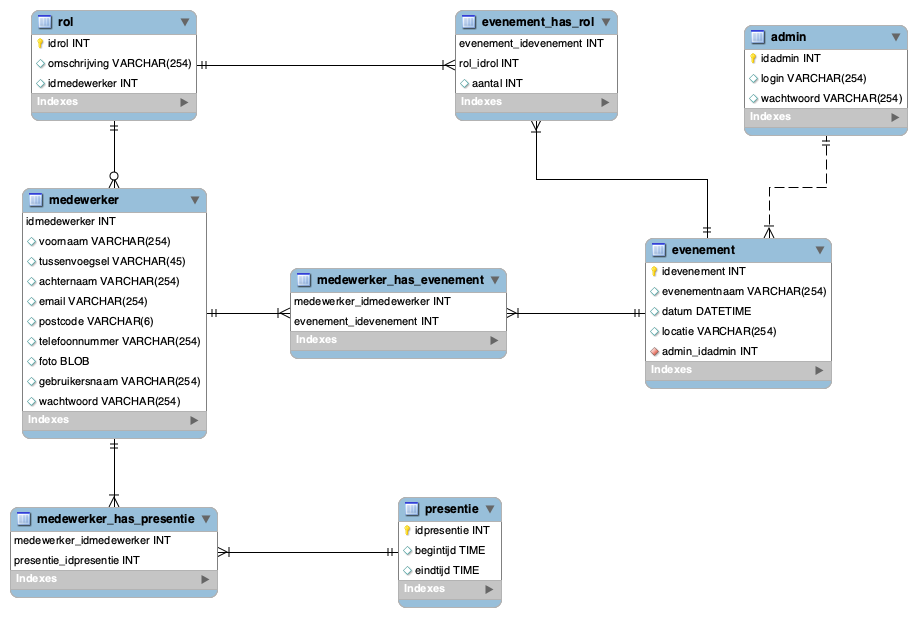 rol
idrol INT
omschrijving VARCHAR(254)
idmedewerker INT
Indexes
evenement_has_rol
evenement_idevenement INT
rol_idrol INT
aantal INT
Indexes
admin
idadmin INT
login VARCHAR(254)
wachtwoord VARCHAR(254)
Indexes
medewerker
idmedewerker INT
voornaam VARCHAR(254)
tussenvoegsel VARCHAR(45)
achternaam VARCHAR(254)
email VARCHAR(254)
postcode VARCHAR(6)
telefoonnummer VARCHAR(254)
foto BLOB
gebruikersnaam VARCHAR(254)
wachtwoord VARCHAR(254)
Indexes
medewerker_has_evenement
medewerker_idmedewerker INT
evenement_idevenement INT
Indexes
evenement
idevenement INT
evenementnaam VARCHAR(254)
datum DATETIME
locatie VARCHAR(254)
admin_idadmin INT
Indexes
medewerker_has_presentie
medewerker_idmedewerker INT
presentie_idpresentie INT
Indexes
presentie
idpresentie INT
begintijd TIME
eindtijd TIME
Indexes